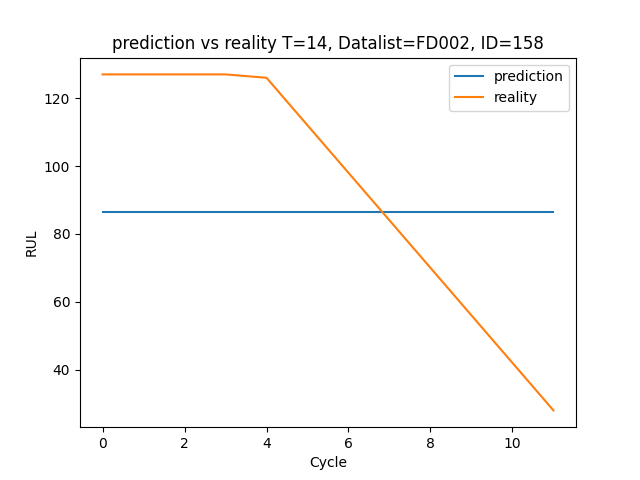 prediction vs reality T=14, Datalist=FD002, ID=158
prediction
reality
120
100
80
60
40
RUL
0 2 4 6 8 10
Cycle